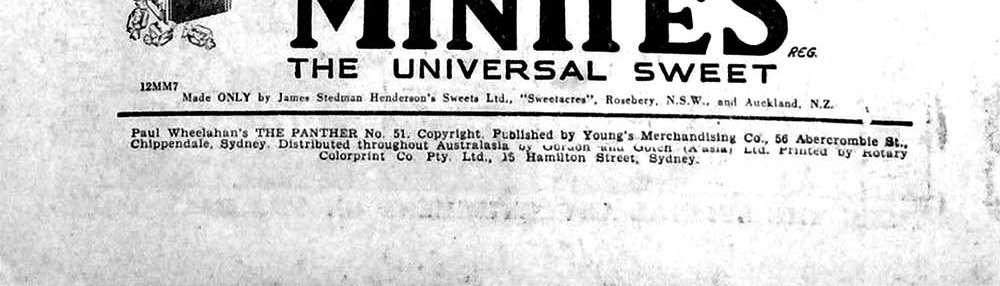 MINTIES REG.
THE UNIVERSAL SWEET
12MM7
Made ONLY by James Stedman Henderson's Sweets Ltd., "Sweetacres", Rosebery, N.S.W., and Auckland, N.Z.
Paul Wheelahan's THE PANTHER No. 51. Copyright. Published by Young's Merchandising Co., 56 Abercrombie St.,
Chippendale, Sydney. Distributed throughout Australasia by Gordon and Gotch (A'asia) Ltd. Printed by Rotary
Colorprint Co. Pty. Ltd., 15 Hamilton Street, Sydney.